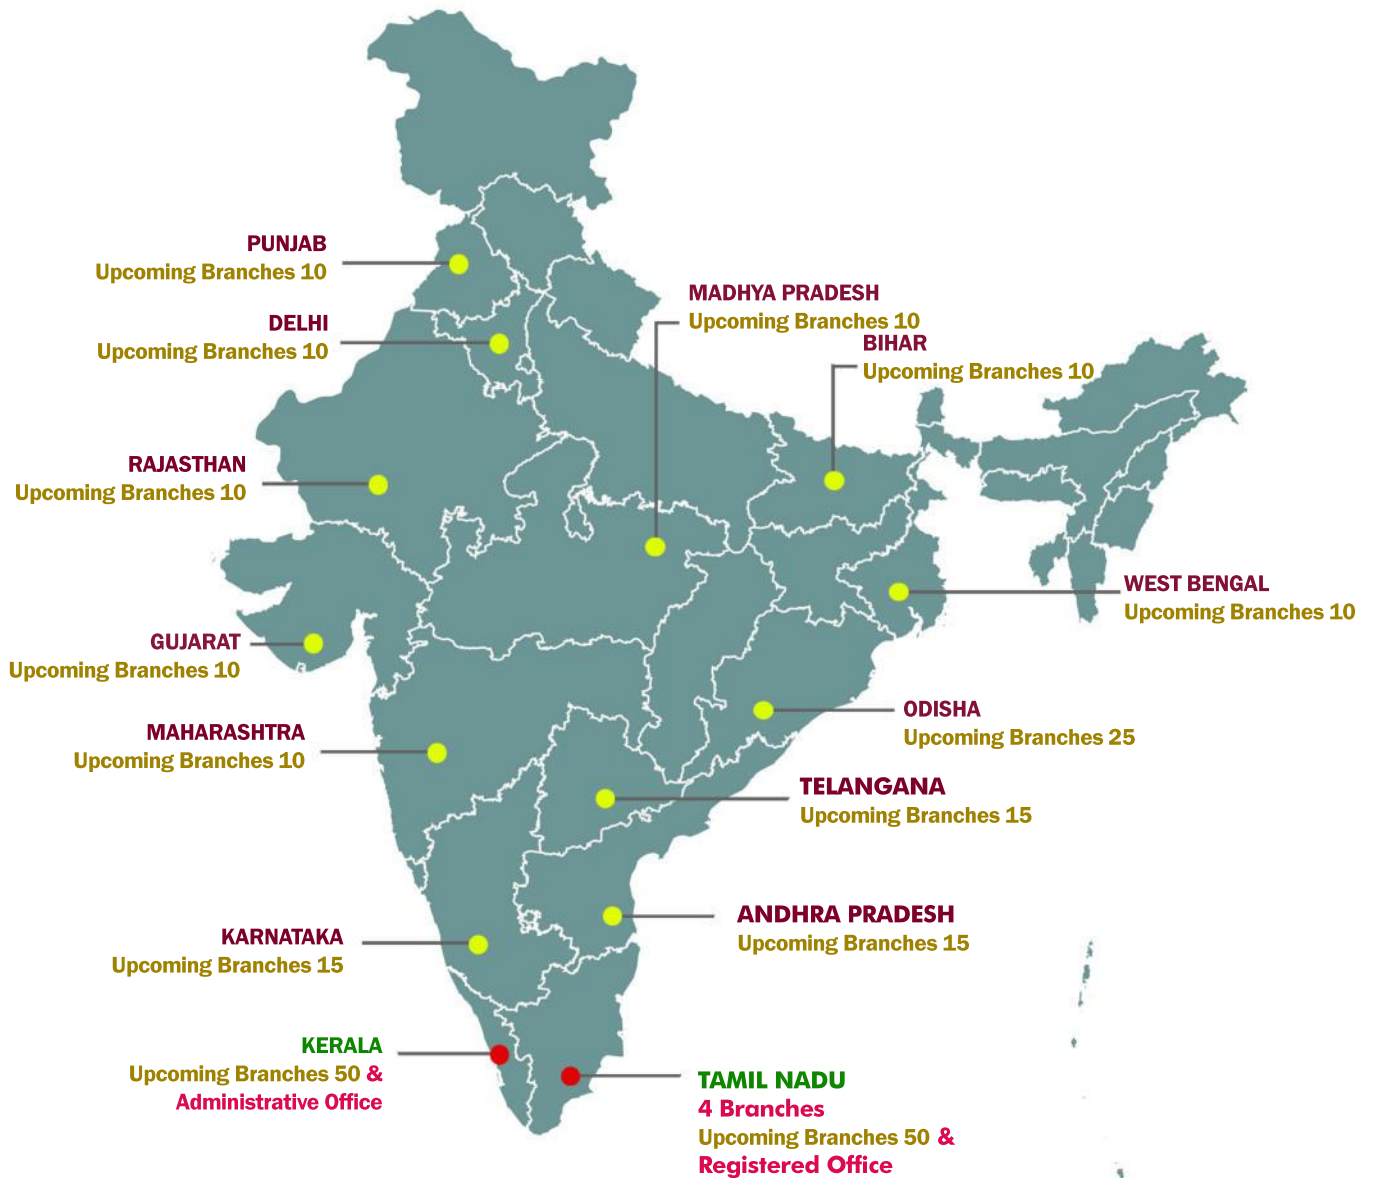 PUNJAB
Upcoming Branches 10
DELHI
Upcoming Branches 10
MADHYA PRADESH
Upcoming Branches 10
BIHAR
Upcoming Branches 10
RAJASTHAN
Upcoming Branches 10
WEST BENGAL
Upcoming Branches 10
GUJARAT
Upcoming Branches 10
ODISHA
Upcoming Branches 25
MAHARASHTRA
Upcoming Branches 10
TELANGANA
Upcoming Branches 15
ANDHRA PRADESH
Upcoming Branches 15
KARNATAKA
Upcoming Branches 15
KERALA
Upcoming Branches 50 &
Administrative Office
TAMIL NADU
4 Branches
Upcoming Branches 50 &
Registered Office